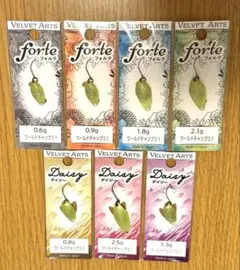 VELVET ARTS
forte
フォルテ
0.6g
ワールドチャンプ21
VELVET ARTS
forte
フォルテ
0.9g
ワールドチャンプ21
VELVET ARTS
forte
フォルテ
1.8g
ワールドチャンプ21
VELVET ARTS
forte
フォルテ
2.1g
ワールドチャンプ21
VELVET ARTS
Daisy
デイジー
0.8g
ワールドチャンプ21
VELVET ARTS
Daisy
デイジー
2.5g
ワールドチャンプ21
VELVET ARTS
Daisy
デイジー
1.3g
ワールドチャンプ21